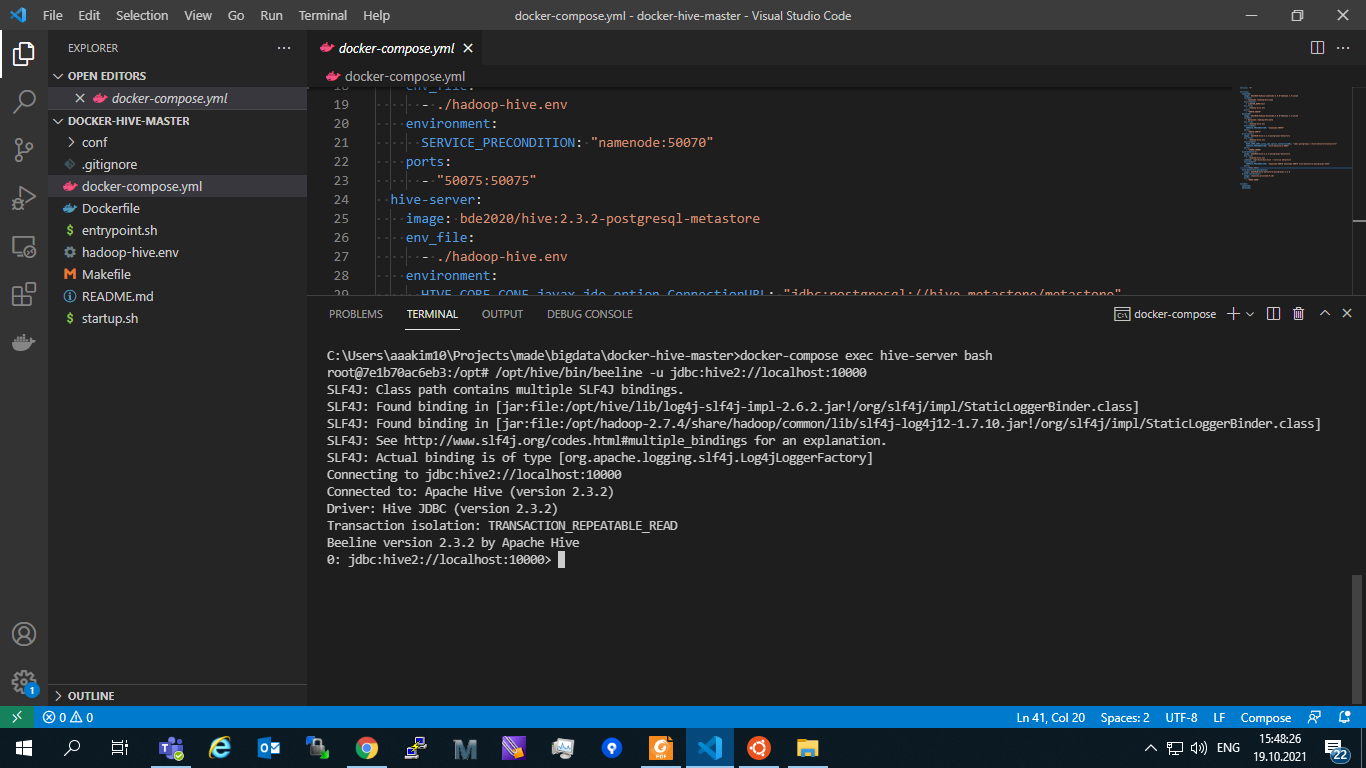 File Edit Selection View Go Run Terminal Help docker-compose.yml - docker-hive-master - Visual Studio Code
EXPLORER
OPEN EDITORS
docker-compose.yml
DOCKER-HIVE-MASTER
conf
.gitignore
docker-compose.yml
Dockerfile
entrypoint.sh
hadoop-hive.env
Makefile
README.md
startup.sh
OUTLINE
docker-compose.yml
docker-compose.yml
18 env_file:
19 - ./hadoop-hive.env
20 environment:
21 SERVICE_PRECONDITION: "namenode:50070"
22 ports:
23 - "50075:50075"
24 hive-server:
25 image: bde2020/hive:2.3.2-postgresql-metastore
26 env_file:
27 - ./hadoop-hive.env
28 environment:
29 HIVE_CORE_CONF_javax_jdo_option_ConnectionURL: "jdbc:postgresql://hive-metastore/metastore"
PROBLEMS TERMINAL OUTPUT DEBUG CONSOLE docker-compose
C:\Users\aaakim10\Projects\made\bigdata\docker-hive-master>docker-compose exec hive-server bash
root@7e1b70ac6eb3:/opt# /opt/hive/bin/beeline -u jdbc:hive2://localhost:10000
SLF4J: Class path contains multiple SLF4J bindings.
SLF4J: Found binding in [jar:file:/opt/hive/lib/log4j-slf4j-impl-2.6.2.jar!/org/slf4j/impl/StaticLoggerBinder.class]
SLF4J: Found binding in [jar:file:/opt/hadoop-2.7.4/share/hadoop/common/lib/slf4j-log4j12-1.7.10.jar!/org/slf4j/impl/StaticLoggerBinder.class]
SLF4J: See http://www.slf4j.org/codes.html#multiple_bindings for an explanation.
SLF4J: Actual binding is of type [org.apache.logging.slf4j.Log4jLoggerFactory]
Connecting to jdbc:hive2://localhost:10000
Connected to: Apache Hive (version 2.3.2)
Driver: Hive JDBC (version 2.3.2)
Transaction isolation: TRANSACTION_REPEATABLE_READ
Beeline version 2.3.2 by Apache Hive
0: jdbc:hive2://localhost:10000>
1
0 0 Ln 41, Col 20 Spaces: 2 UTF-8 LF Compose
ENG 15:48:26
19.10.2021
22